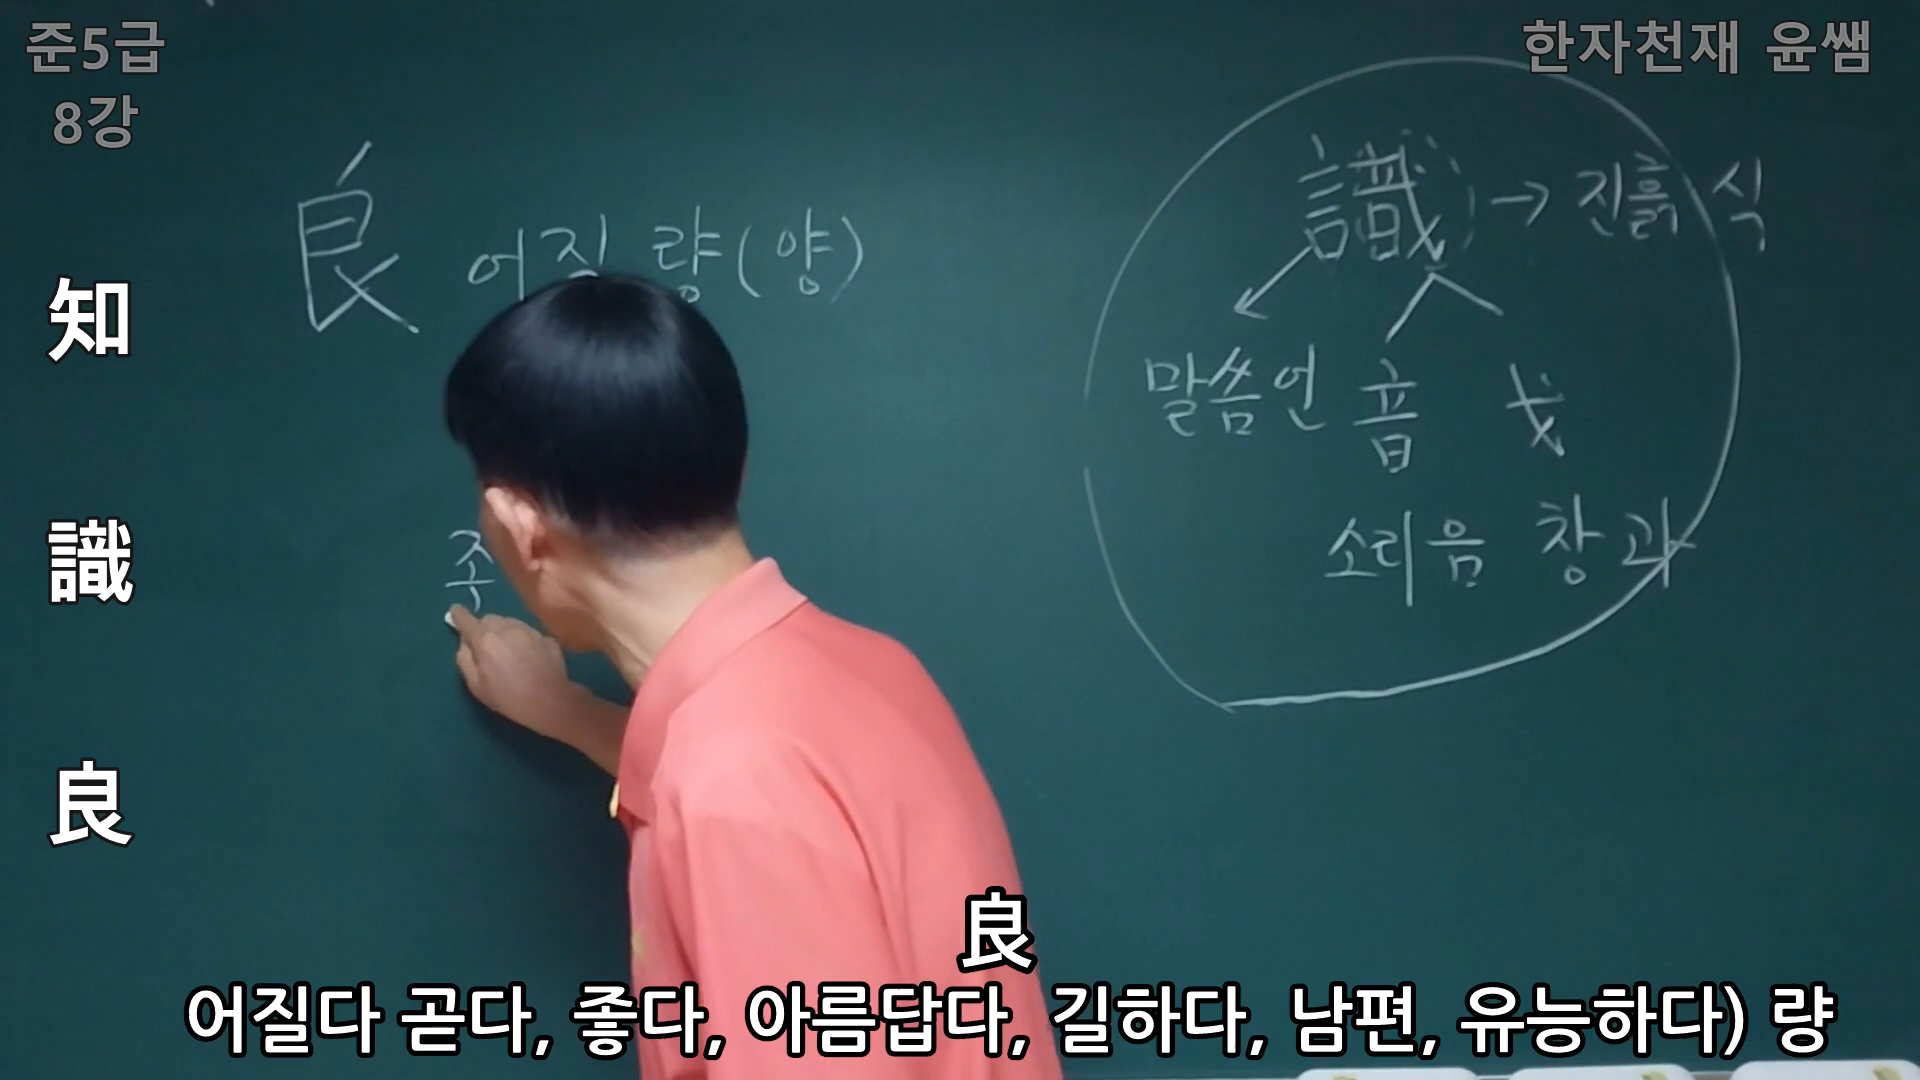 준5급
8강
한자천재 윤쌤
知
識
良
良 어질 량(양)
조
識 → 진흙 식
말씀언 音 戈
소리음 창과
良
어질다 곧다, 좋다, 아름답다, 길하다, 남편, 유능하다) 량